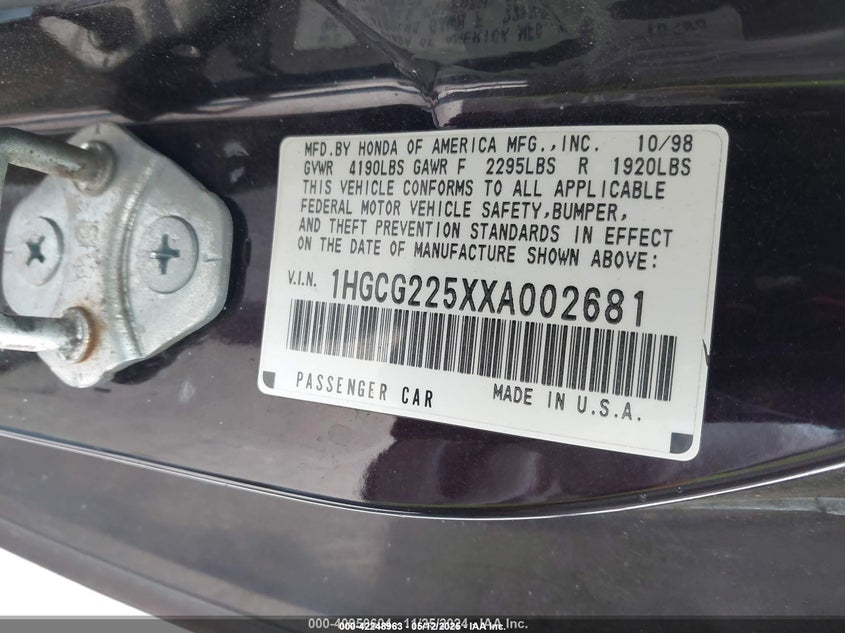 MFD.BY HONDA OF AMERICA MFG.,INC. 10/98
GVWR 4190LBS GAWR F 2295LBS R 1920LBS
THIS VEHICLE CONFORMS TO ALL APPLICABLE
FEDERAL MOTOR VEHICLE SAFETY,BUMPER,
AND THEFT PREVENTION STANDARDS IN EFFECT
ON THE DATE OF MANUFACTURE SHOWN ABOVE:
V.I.N. 1HGCG225XXA002681
PASSENGER CAR MADE IN U.S.A.